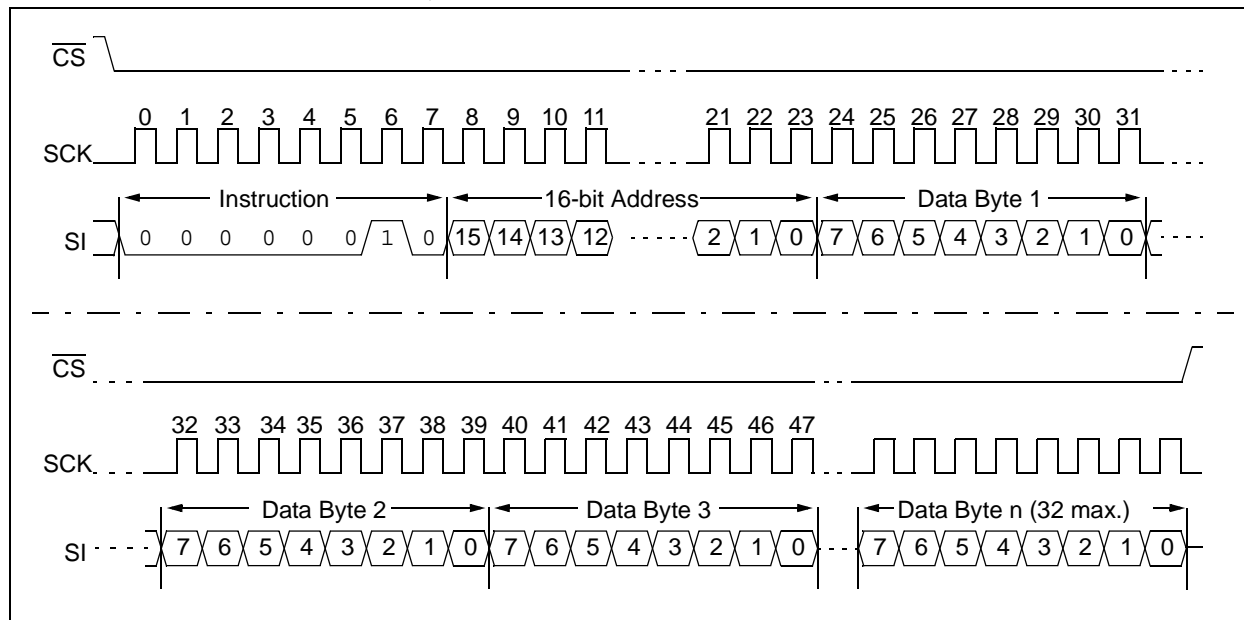 CS
0 1 2 3 4 5 6 7 8 9 10 11 21 22 23 24 25 26 27 28 29 30 31
SCK
Instruction 16-bit Address Data Byte 1
SI 0 0 0 0 0 0 1 0 15 14 13 12 2 1 0 7 6 5 4 3 2 1 0
CS
32 33 34 35 36 37 38 39 40 41 42 43 44 45 46 47
SCK
Data Byte 2 Data Byte 3 Data Byte n (32 max.)
SI 7 6 5 4 3 2 1 0 7 6 5 4 3 2 1 0 7 6 5 4 3 2 1 0